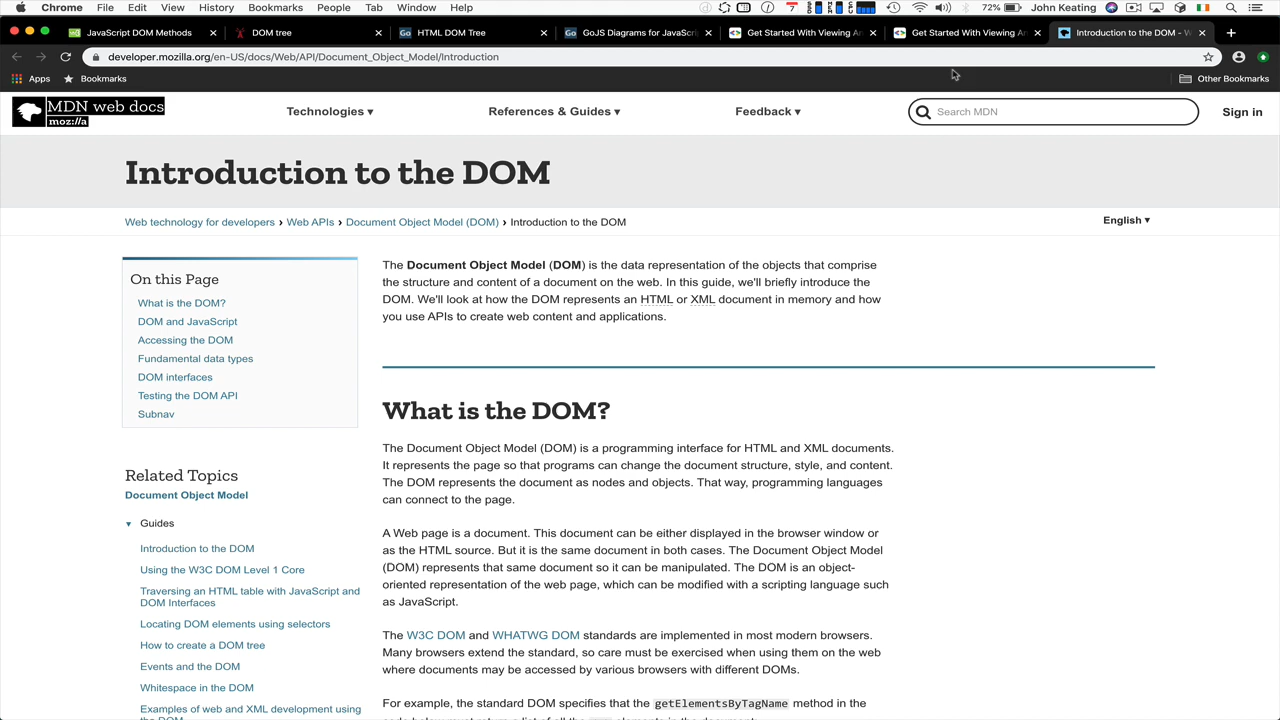 Chrome File Edit View History Bookmarks People Tab Window Help 7 72% John Keating
JavaScript DOM Methods DOM tree HTML DOM Tree GoJS Diagrams for JavaScri Get Started With Viewing An Get Started With Viewing An Introduction to the DOM - W
developer.mozilla.org/en-US/docs/Web/API/Document_Object_Model/Introduction
Apps Bookmarks Other Bookmarks
MDN web docs
moz://a
Technologies ▾ References & Guides ▾ Feedback ▾ Search MDN Sign in
Introduction to the DOM
Web technology for developers › Web APIs › Document Object Model (DOM) › Introduction to the DOM
English ▾
On this Page
What is the DOM?
DOM and JavaScript
Accessing the DOM
Fundamental data types
DOM interfaces
Testing the DOM API
Subnav
Related Topics
Document Object Model
Guides
Introduction to the DOM
Using the W3C DOM Level 1 Core
Traversing an HTML table with JavaScript and
DOM Interfaces
Locating DOM elements using selectors
How to create a DOM tree
Events and the DOM
Whitespace in the DOM
Examples of web and XML development using
the DOM
The Document Object Model (DOM) is the data representation of the objects that comprise
the structure and content of a document on the web. In this guide, we'll briefly introduce the
DOM. We'll look at how the DOM represents an HTML or XML document in memory and how
you use APIs to create web content and applications.
What is the DOM?
The Document Object Model (DOM) is a programming interface for HTML and XML documents.
It represents the page so that programs can change the document structure, style, and content.
The DOM represents the document as nodes and objects. That way, programming languages
can connect to the page.
A Web page is a document. This document can be either displayed in the browser window or
as the HTML source. But it is the same document in both cases. The Document Object Model
(DOM) represents that same document so it can be manipulated. The DOM is an object-
oriented representation of the web page, which can be modified with a scripting language such
as JavaScript.
The W3C DOM and WHATWG DOM standards are implemented in most modern browsers.
Many browsers extend the standard, so care must be exercised when using them on the web
where documents may be accessed by various browsers with different DOMs.
For example, the standard DOM specifies that the getElementsByTagName method in the